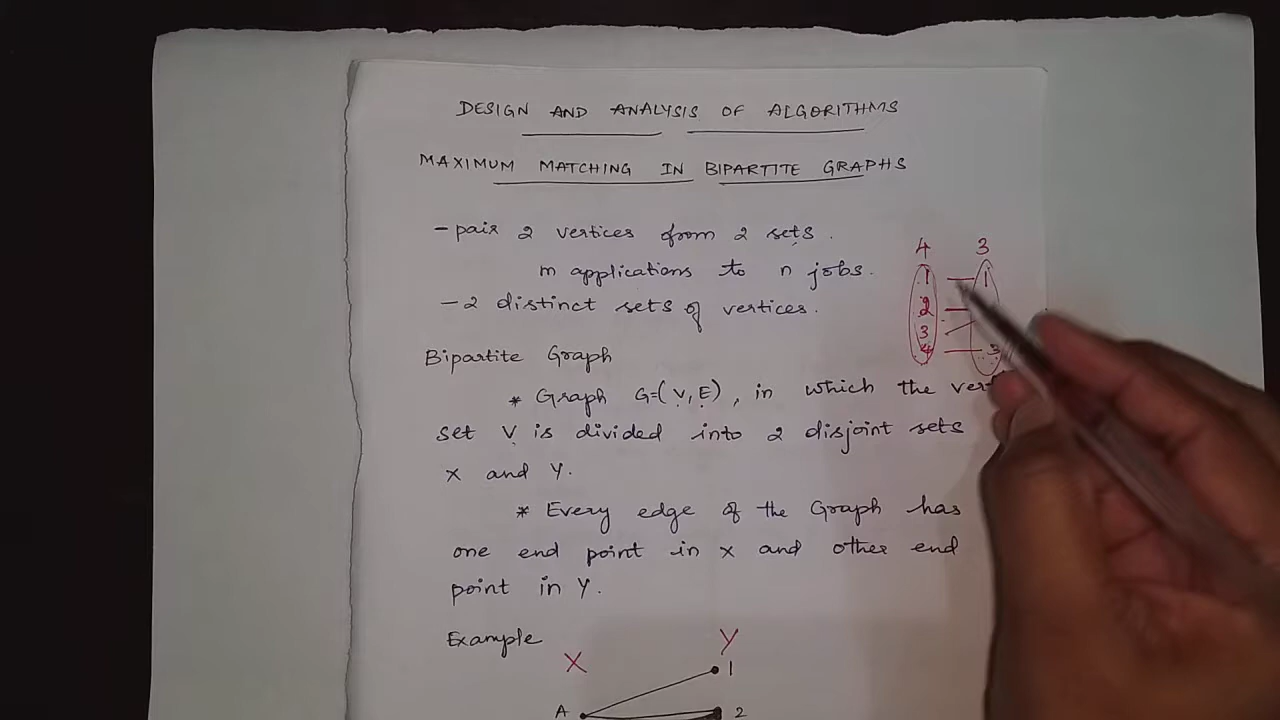 DESIGN AND ANALYSIS OF ALGORITHMS
MAXIMUM MATCHING IN BIPARTITE GRAPHS
- pair 2 vertices from 2 sets.
m applications to n jobs.
- 2 distinct sets of vertices.
4 3
1 1
2
3
4 3
Bipartite Graph
* Graph G=(V,E), in which the
set V is divided into 2 disjoint sets
X and Y.
* Every edge of the Graph has
one end point in X and other end
point in Y.
Example
X Y
1
A 2